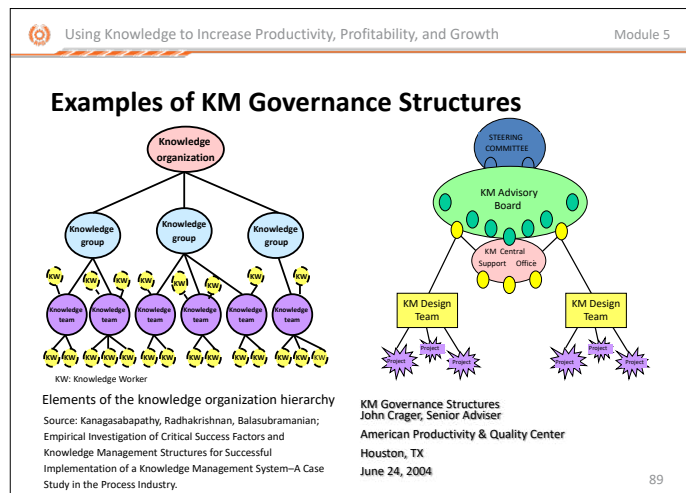 Using Knowledge to Increase Productivity, Profitability, and Growth
Module 5
Examples of KM Governance Structures
Knowledge
organization
Knowledge
group
Knowledge
group
Knowledge
group
KW KW KW KW KW KW KW KW KW
Knowledge
team
Knowledge
team
Knowledge
team
Knowledge
team
Knowledge
team
Knowledge
team
KW KW KW KW KW KW KW KW KW KW KW KW KW KW
KW: Knowledge Worker
Elements of the knowledge organization hierarchy
Source: Kanagasabapathy, Radhakrishnan, Balasubramanian;
Empirical Investigation of Critical Success Factors and
Knowledge Management Structures for Successful
Implementation of a Knowledge Management System–A Case
Study in the Process Industry.
STEERING
COMMITTEE
KM Advisory
Board
KM Central
Support Office
KM Design
Team
KM Design
Team
Project
Project
Project
Project
Project
Project
KM Governance Structures
John Crager, Senior Adviser
American Productivity & Quality Center
Houston, TX
June 24, 2004
89